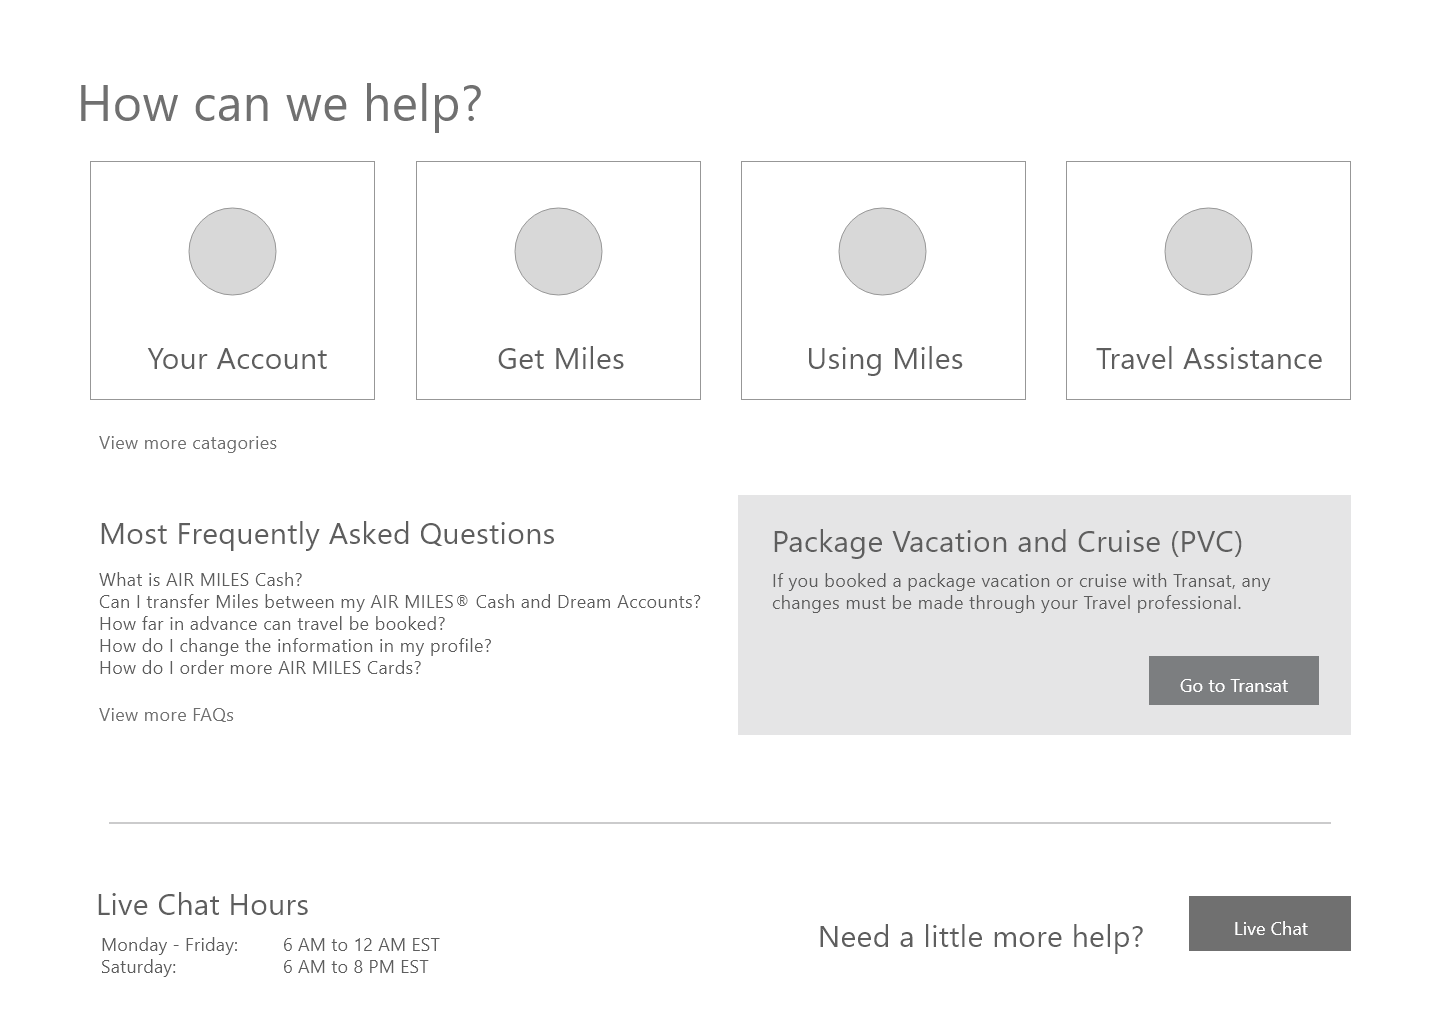 How can we help?
Your Account
Get Miles
Using Miles
Travel Assistance
View more catagories
Most Frequently Asked Questions
What is AIR MILES Cash?
Can I transfer Miles between my AIR MILES® Cash and Dream Accounts?
How far in advance can travel be booked?
How do I change the information in my profile?
How do I order more AIR MILES Cards?
View more FAQs
Package Vacation and Cruise (PVC)
If you booked a package vacation or cruise with Transat, any
changes must be made through your Travel professional.
Go to Transat
Live Chat Hours
Monday - Friday: 6 AM to 12 AM EST
Saturday: 6 AM to 8 PM EST
Need a little more help?
Live Chat